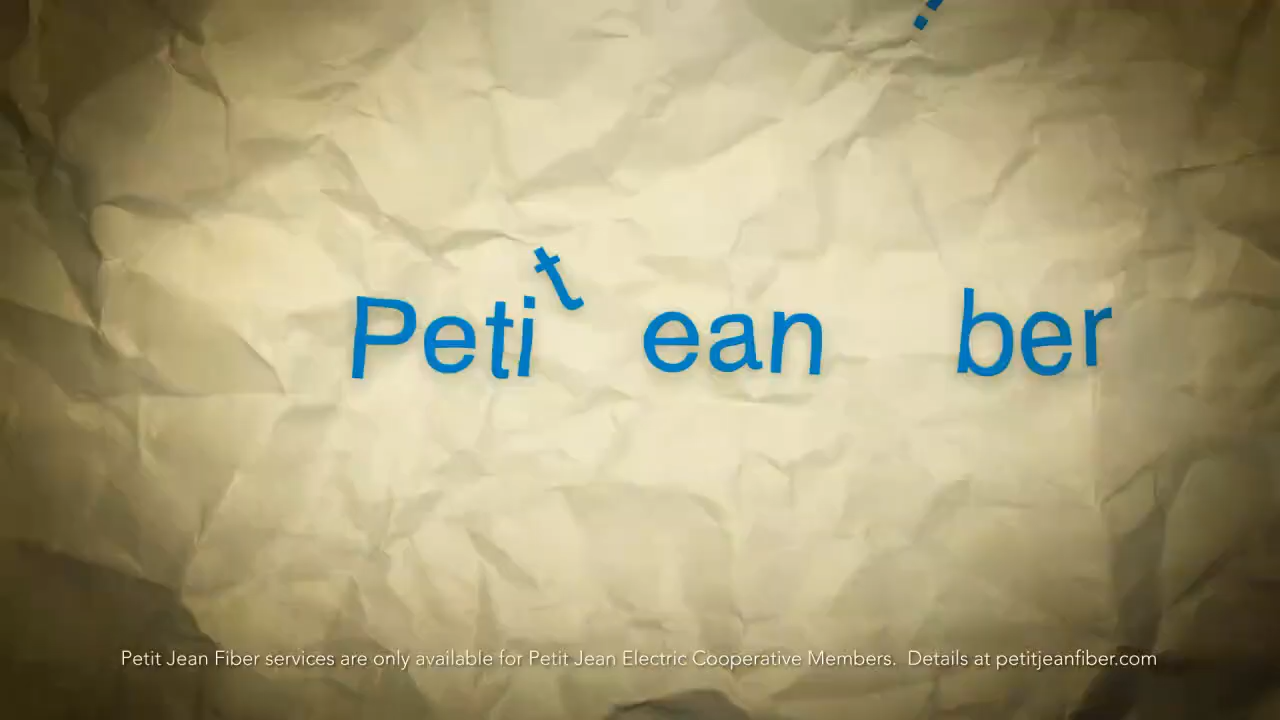 Petit ean ber
Petit Jean Fiber services are only available for Petit Jean Electric Cooperative Members. Details at petitjeanfiber.com